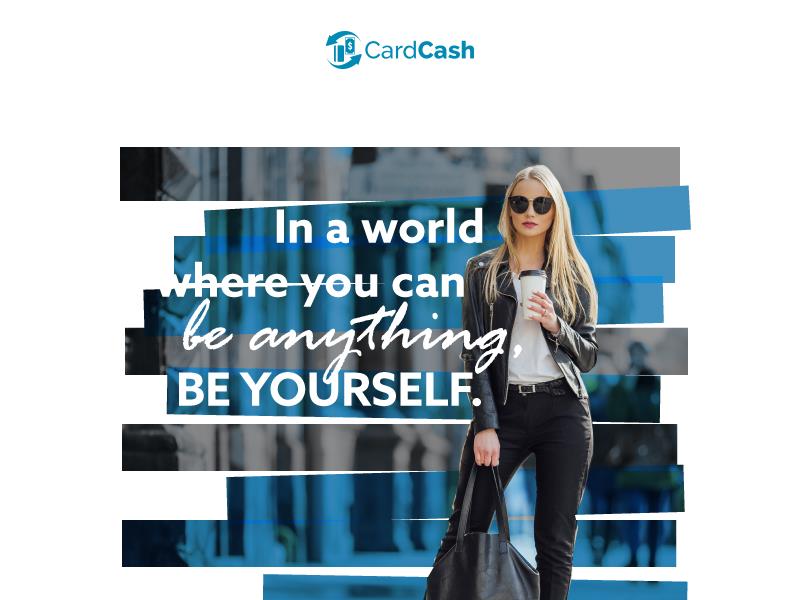 CardCash
In a world
where you can
be anything,
BE YOURSELF.